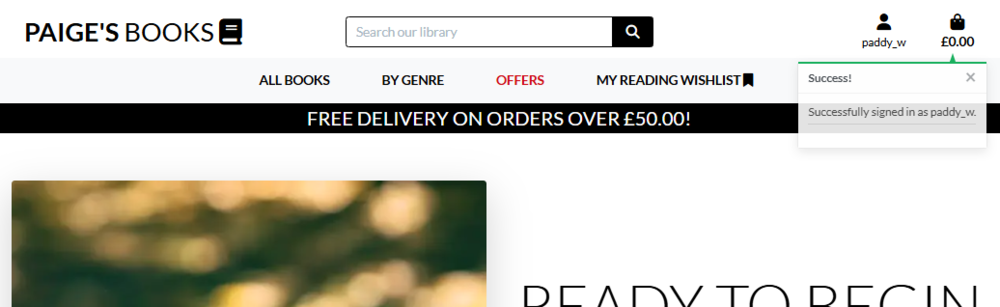 PAIGE'S BOOKS
Search our library
paddy_w
£0.00
ALL BOOKS
BY GENRE
OFFERS
MY READING WISHLIST
Success!
×
Successfully signed in as paddy_w.
FREE DELIVERY ON ORDERS OVER £50.00!
READY TO BEGIN